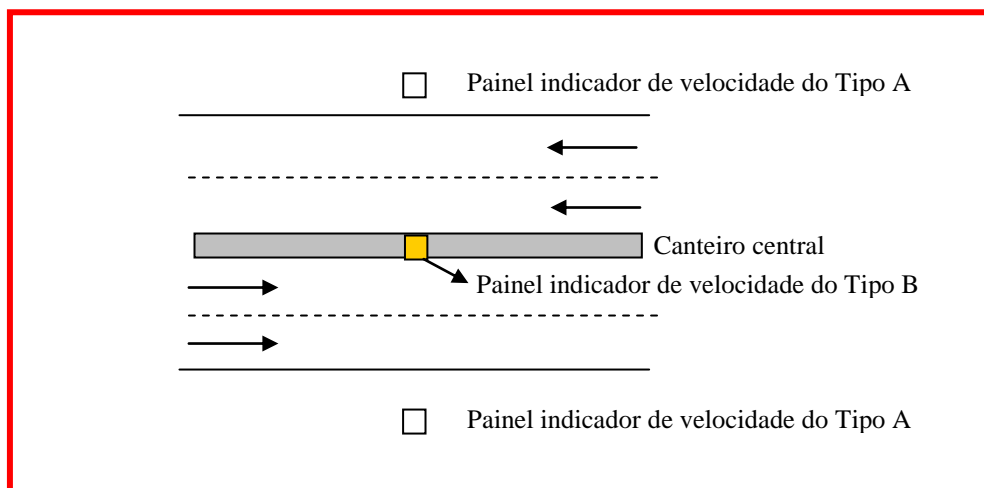 Painel indicador de velocidade do Tipo A
Canteiro central
Painel indicador de velocidade do Tipo B
Painel indicador de velocidade do Tipo A